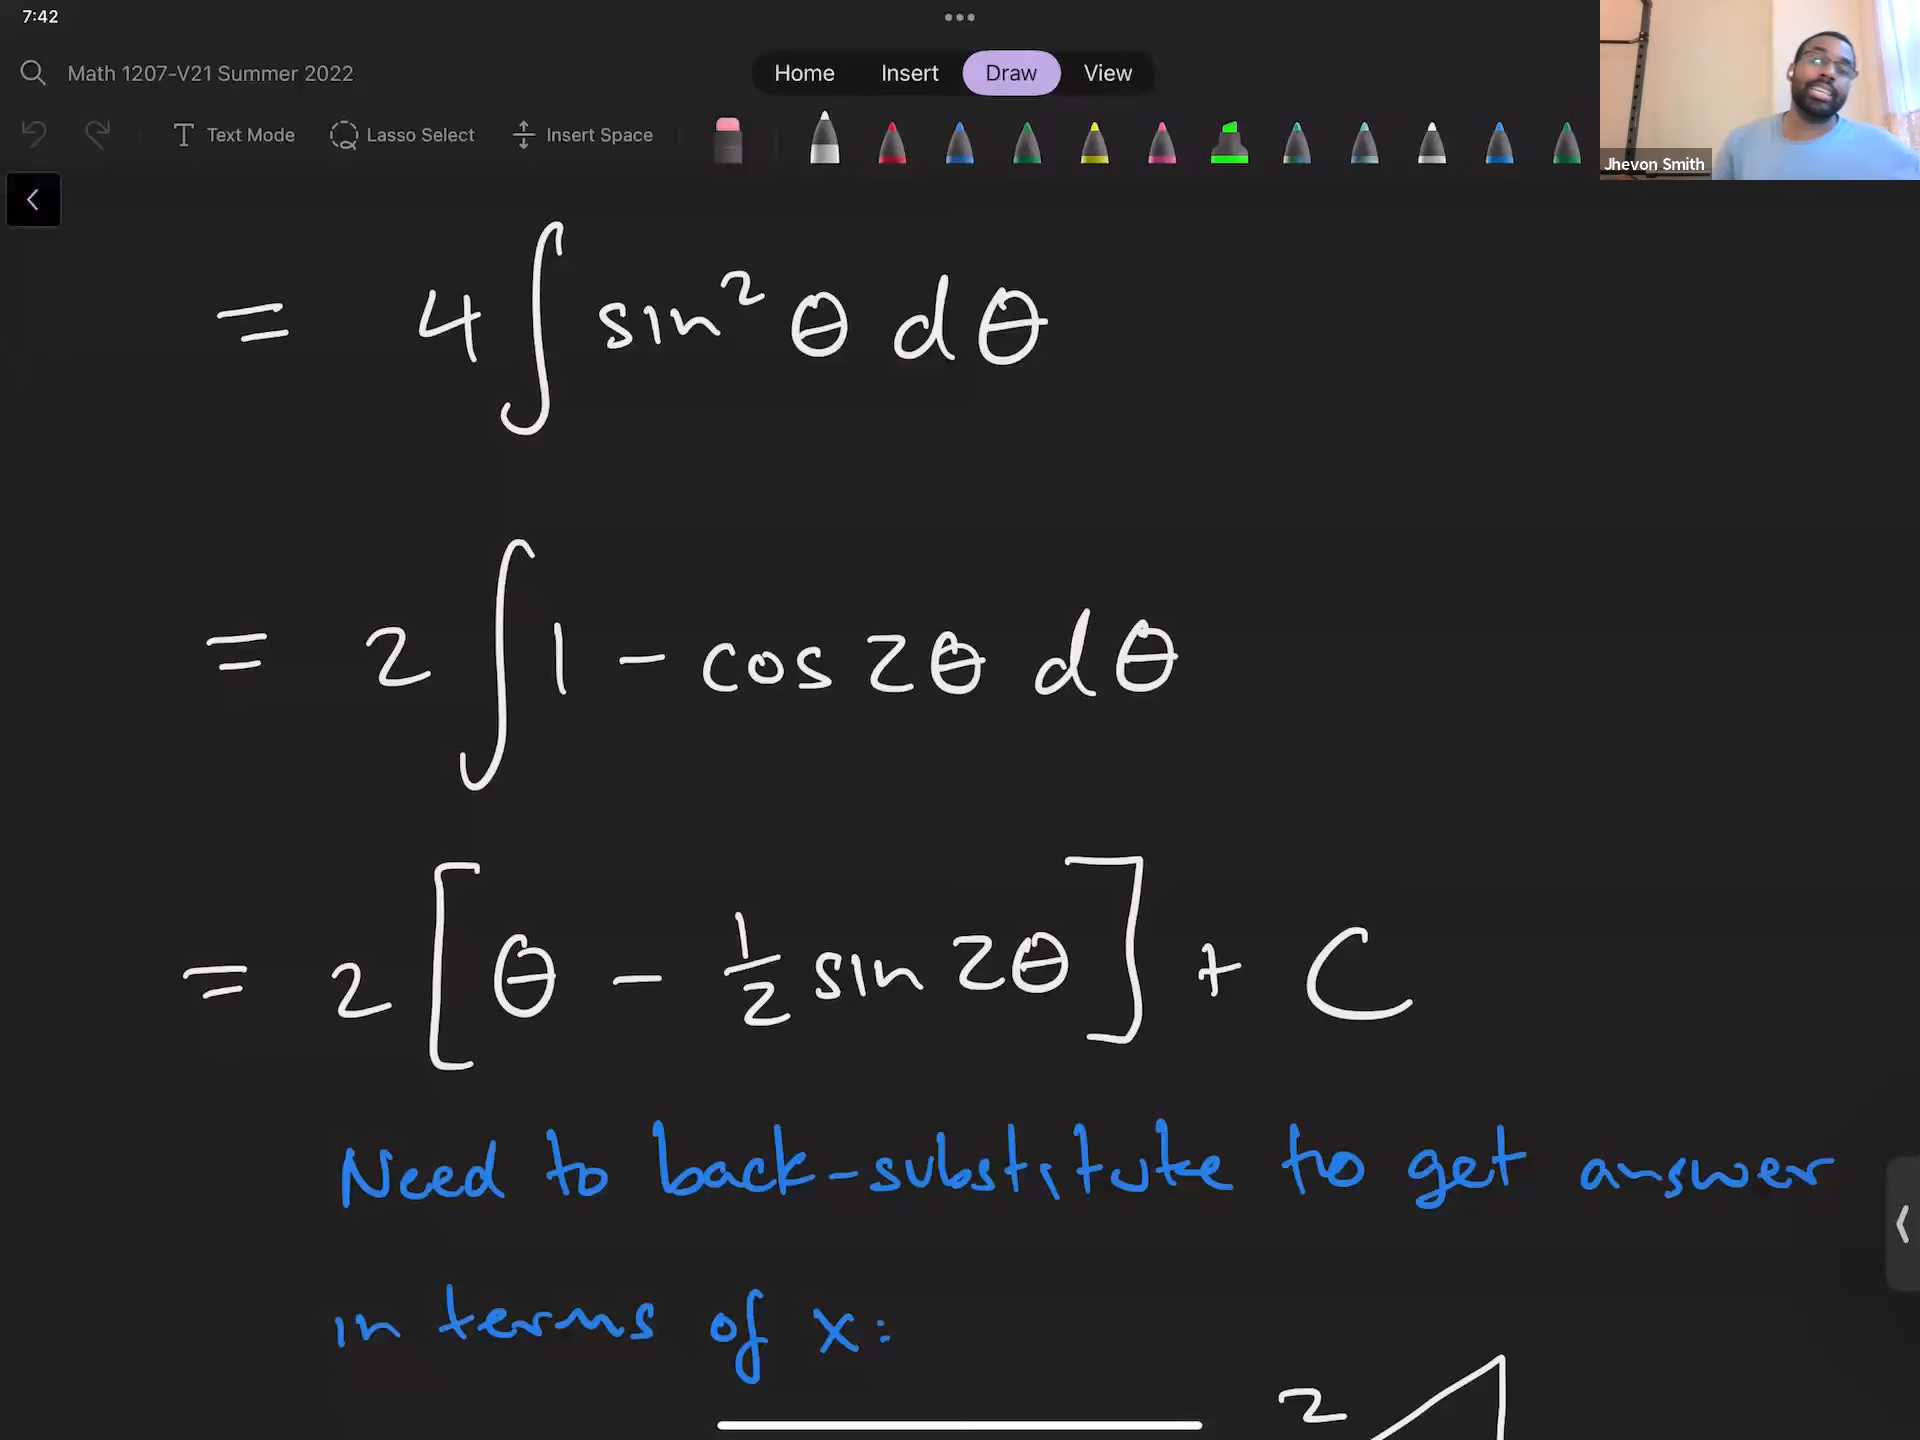 7:42
Math 1207-V21 Summer 2022
Home Insert Draw View
Text Mode Lasso Select Insert Space
Jhevon Smith
= 4 ∫ sin² θ dθ
= 2 ∫ 1 - cos 2θ dθ
= 2 [ θ - 1/2 sin 2θ ] + C
Need to back-substitute to get answer
in terms of x:
2